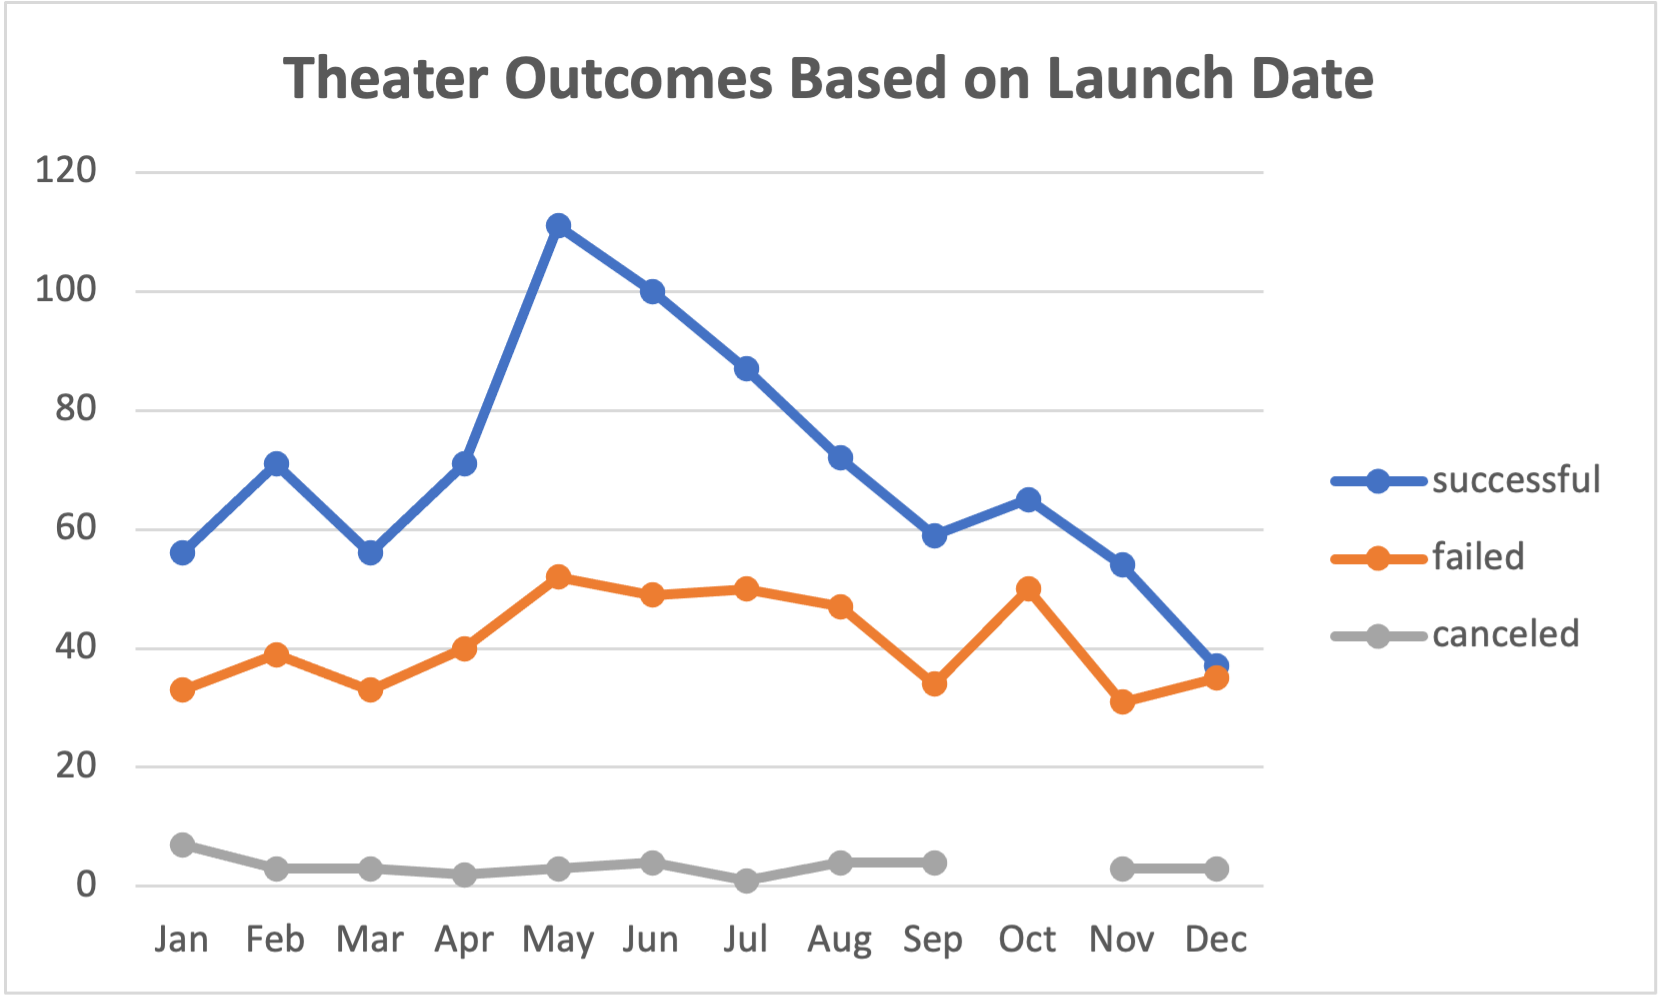 Theater Outcomes Based on Launch Date
120
100
80
60
40
20
0
Jan Feb Mar Apr May Jun Jul Aug Sep Oct Nov Dec
successful
failed
canceled